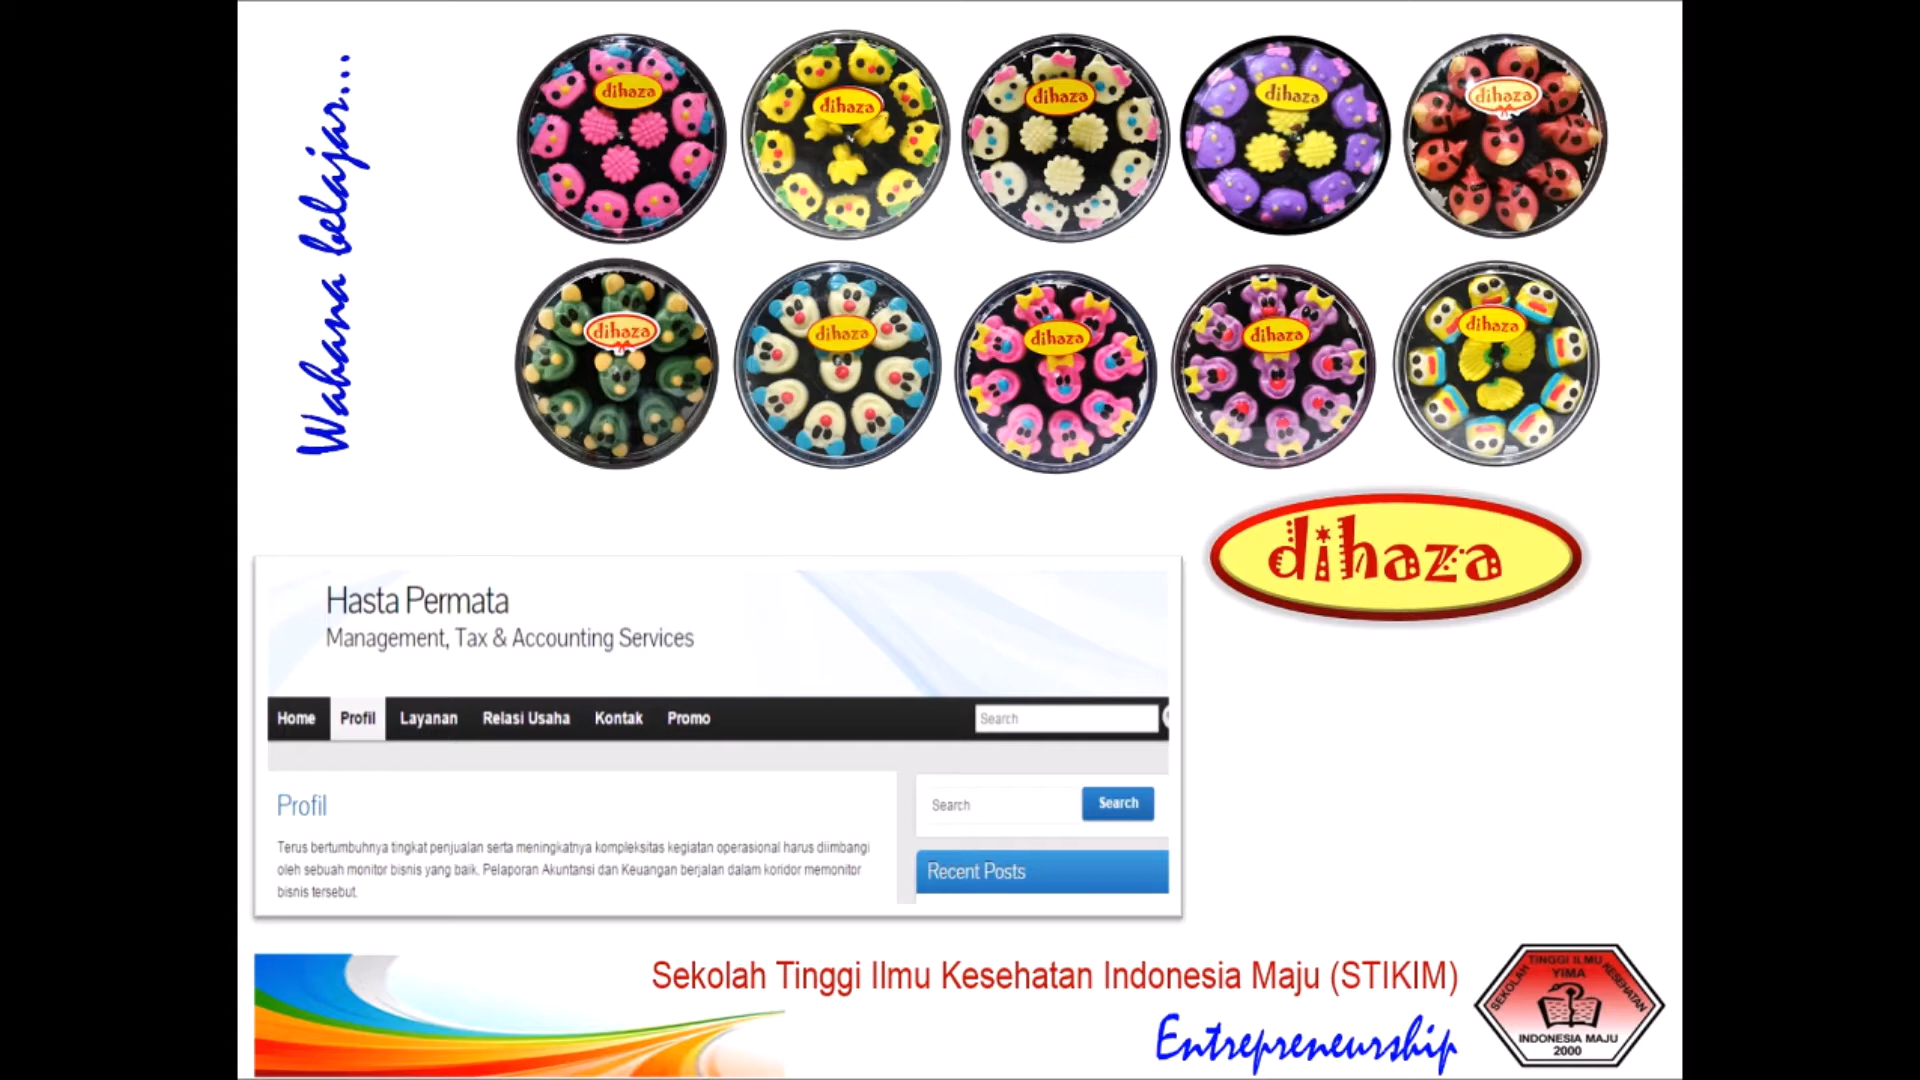 Wahana belajar...
dihaza
dihaza
dihaza
dihaza
dihaza
dihaza
dihaza
dihaza
dihaza
dihaza
dihaza
Hasta Permata
Management, Tax & Accounting Services
Home Profil Layanan Relasi Usaha Kontak Promo Search
Profil
Search Search
Terus bertumbuhnya tingkat penjualan serta meningkatnya kompleksitas kegiatan operasional harus diimbangi
oleh sebuah monitor bisnis yang baik. Pelaporan Akuntansi dan Keuangan berjalan dalam koridor memonitor
bisnis tersebut.
Recent Posts
Sekolah Tinggi Ilmu Kesehatan Indonesia Maju (STIKIM)
Entrepreneurship
SEKOLAH TINGGI ILMU KESEHATAN
YIMA
INDONESIA MAJU
2000